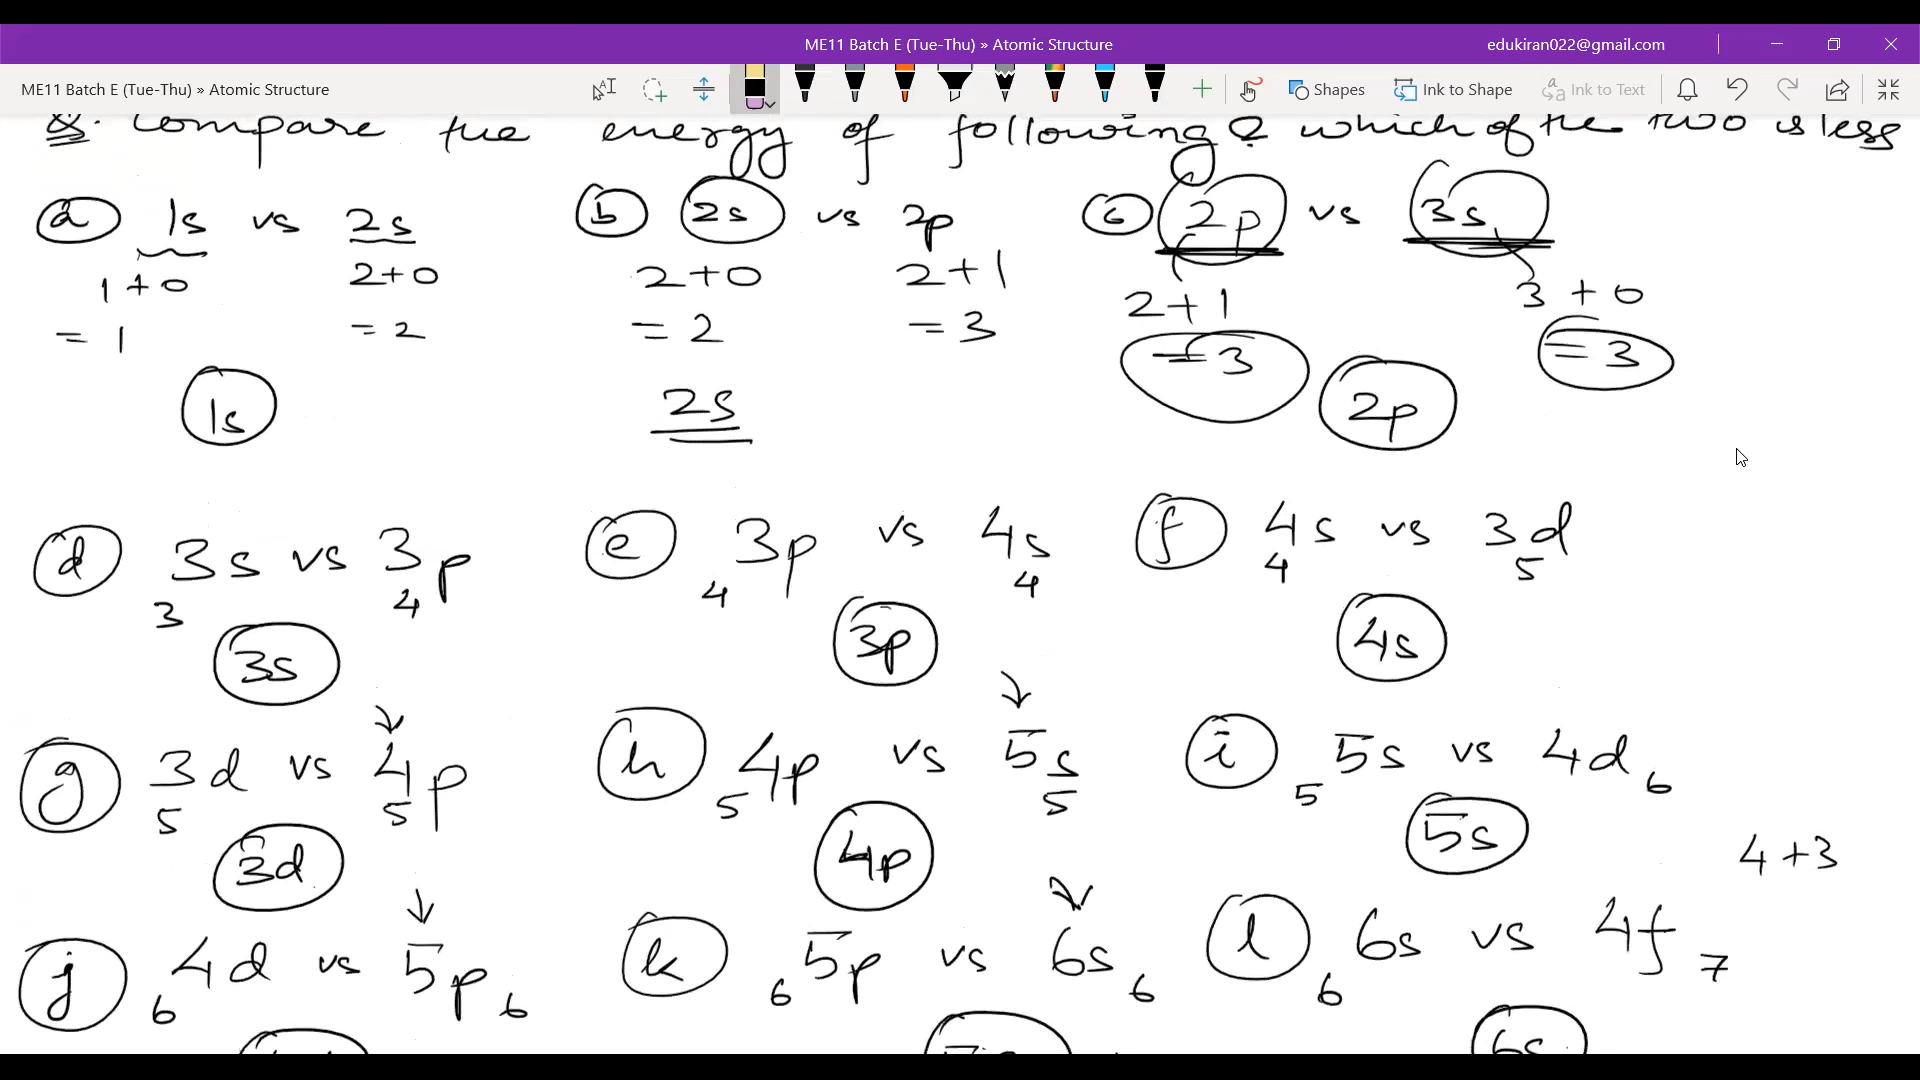 ME11 Batch E (Tue-Thu) » Atomic Structure
edukiran022@gmail.com
ME11 Batch E (Tue-Thu) » Atomic Structure
Shapes
Ink to Shape
Ink to Text
Q. Compare the energy of following & which of the two is less
a 1s vs 2s b 2s vs 2p c 2p vs 3s
1+0 2+0 2+0 2+1 2+1 3+0
= 1 = 2 = 2 = 3 = 3 = 3
1s 2s 2p
d 3s vs 3p e 3p vs 4s f 4s vs 3d
3 4 4 4 4 5
3s 3p 4s
g 3d vs 4p h 4p vs 5s i 5s vs 4d
5 5 5 5 5 6
3d 4p 5s 4+3
j 4d vs 5p k 5p vs 6s l 6s vs 4f
6 6 6 6 6 7
6s